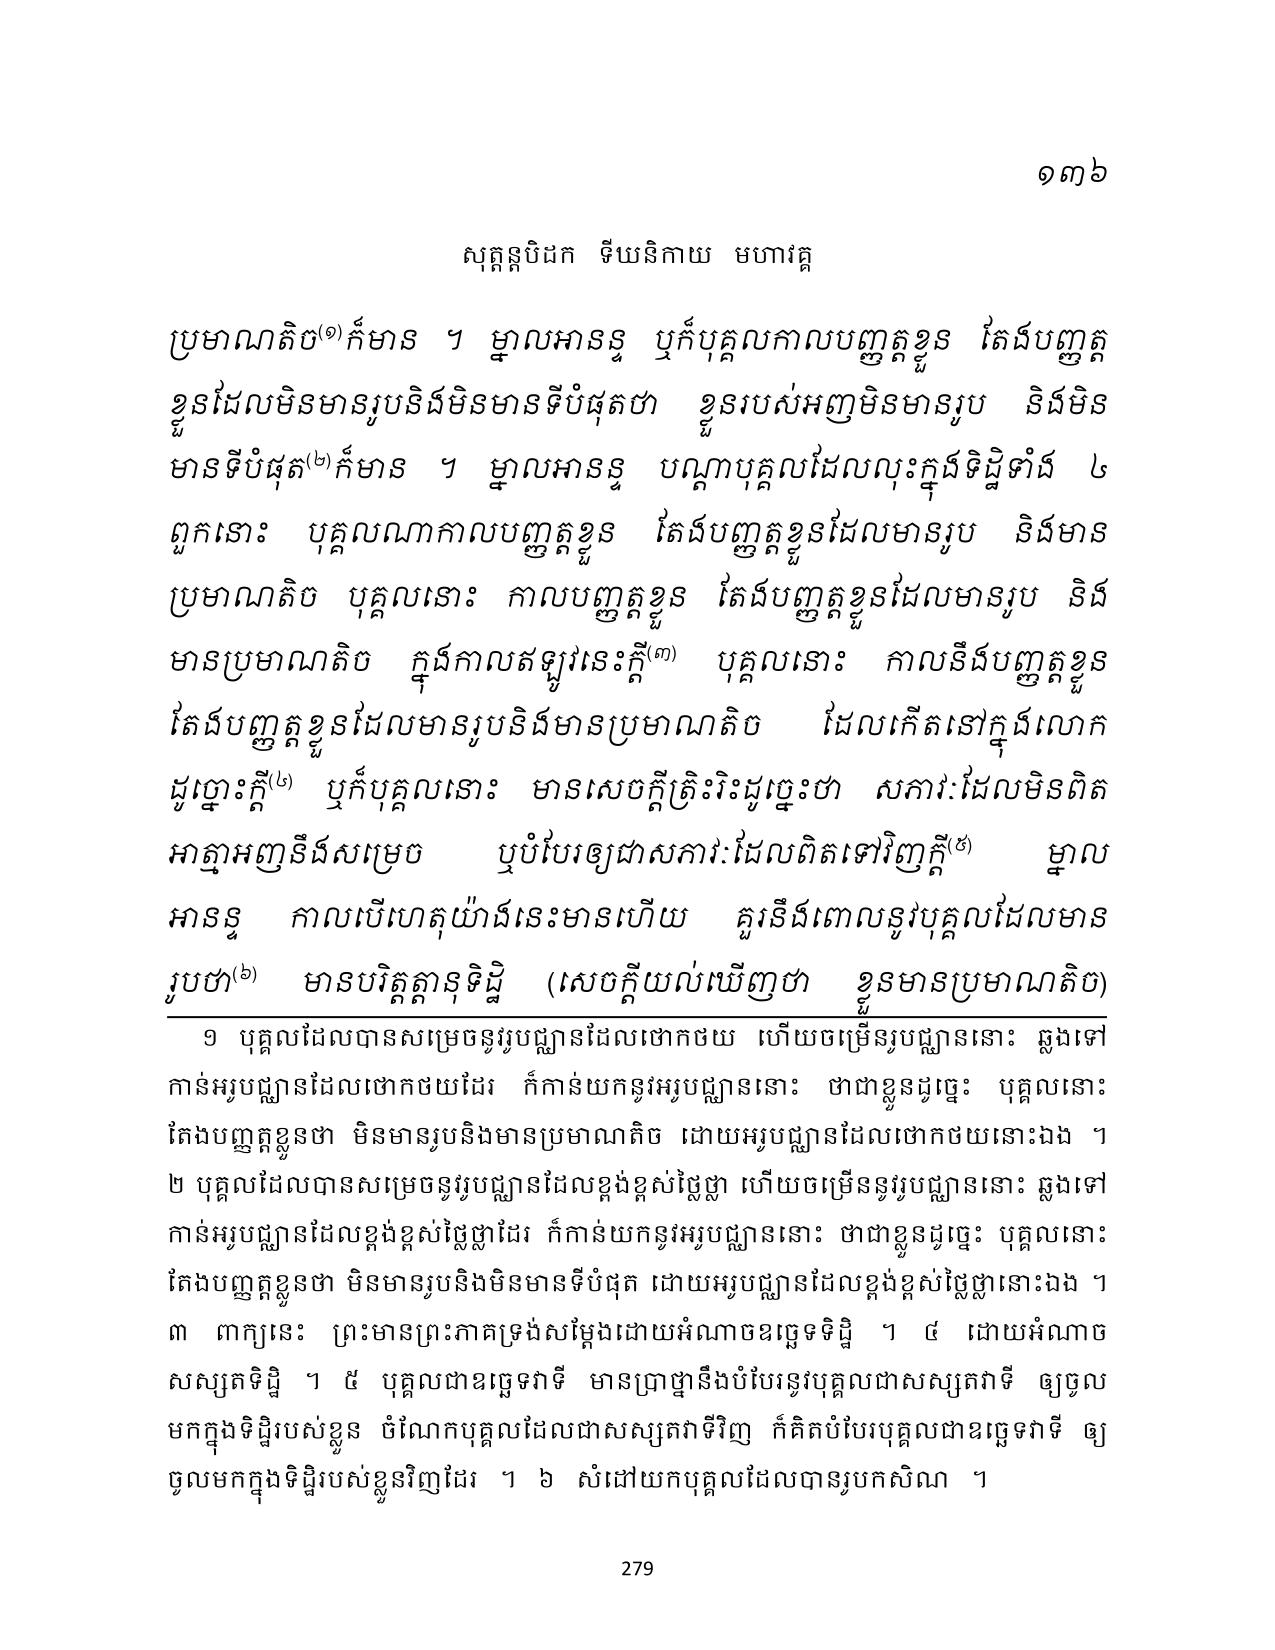 ១៣៦
សុត្តន្តបិដក ទីឃនិកាយ មហាវគ្គ
ប្រមាណតិច(១)ក៏មាន ។ ម្នាលអានន្ទ ឬក៏បុគ្គលកាលបញ្ញត្តខ្លួន តែងបញ្ញត្ត
ខ្លួនដែលមិនមានរូបនិងមិនមានទីបំផុតថា ខ្លួនរបស់អញមិនមានរូប និងមិន
មានទីបំផុត(២)ក៏មាន ។ ម្នាលអានន្ទ បណ្តាបុគ្គលដែលលុះក្នុងទិដ្ឋិទាំង ៤
ពួកនោះ បុគ្គលណាកាលបញ្ញត្តខ្លួន តែងបញ្ញត្តខ្លួនដែលមានរូប និងមាន
ប្រមាណតិច បុគ្គលនោះ កាលបញ្ញត្តខ្លួន តែងបញ្ញត្តខ្លួនដែលមានរូប និង
មានប្រមាណតិច ក្នុងកាលឥឡូវនេះក្តី(៣) បុគ្គលនោះ កាលនឹងបញ្ញត្តខ្លួន
តែងបញ្ញត្តខ្លួនដែលមានរូបនិងមានប្រមាណតិច ដែលកើតនៅក្នុងលោក
ដូច្នោះក្តី(៤) ឬក៏បុគ្គលនោះ មានសេចក្តីត្រិះរិះដូច្នេះថា សភាវៈដែលមិនពិត
អាត្មាអញនឹងសម្រេច ឬបំបែរឲ្យជាសភាវៈដែលពិតទៅវិញក្តី(៥) ម្នាល
អានន្ទ កាលបើហេតុយ៉ាងនេះមានហើយ គួរនឹងពោលនូវបុគ្គលដែលមាន
រូបថា(៦) មានបរិត្តត្តានុទិដ្ឋិ (សេចក្តីយល់ឃើញថា ខ្លួនមានប្រមាណតិច)
១ បុគ្គលដែលបានសម្រេចនូវរូបជ្ឈានដែលថោកថយ ហើយចម្រើនរូបជ្ឈាននោះ ឆ្លងទៅ
កាន់អរូបជ្ឈានដែលថោកថយដែរ ក៏កាន់យកនូវអរូបជ្ឈាននោះ ថាជាខ្លួនដូច្នេះ បុគ្គលនោះ
តែងបញ្ញត្តខ្លួនថា មិនមានរូបនិងមានប្រមាណតិច ដោយអរូបជ្ឈានដែលថោកថយនោះឯង ។
២ បុគ្គលដែលបានសម្រេចនូវរូបជ្ឈានដែលខ្ពង់ខ្ពស់ថ្លៃថ្លា ហើយចម្រើននូវរូបជ្ឈាននោះ ឆ្លងទៅ
កាន់អរូបជ្ឈានដែលខ្ពង់ខ្ពស់ថ្លៃថ្លាដែរ ក៏កាន់យកនូវអរូបជ្ឈាននោះ ថាជាខ្លួនដូច្នេះ បុគ្គលនោះ
តែងបញ្ញត្តខ្លួនថា មិនមានរូបនិងមិនមានទីបំផុត ដោយអរូបជ្ឈានដែលខ្ពង់ខ្ពស់ថ្លៃថ្លានោះឯង ។
៣ ពាក្យនេះ ព្រះមានព្រះភាគទ្រង់សម្តែងដោយអំណាចឧច្ឆេទទិដ្ឋិ ។ ៤ ដោយអំណាច
សស្សតទិដ្ឋិ ។ ៥ បុគ្គលជាឧច្ឆេទវាទី មានប្រាថ្នានឹងបំបែរនូវបុគ្គលជាសស្សតវាទី ឲ្យចូល
មកក្នុងទិដ្ឋិរបស់ខ្លួន ចំណែកបុគ្គលដែលជាសស្សតវាទីវិញ ក៏គិតបំបែរបុគ្គលជាឧច្ឆេទវាទី ឲ្យ
ចូលមកក្នុងទិដ្ឋិរបស់ខ្លួនវិញដែរ ។ ៦ សំដៅយកបុគ្គលដែលបានរូបកសិណ ។
279